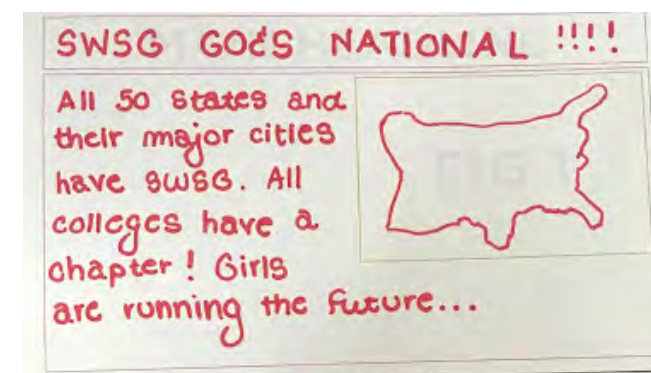 SWSG GOES NATIONAL !!!!
All 50 States and
their major cities
have SWSG. All
colleges have a
chapter! Girls
are running the future...